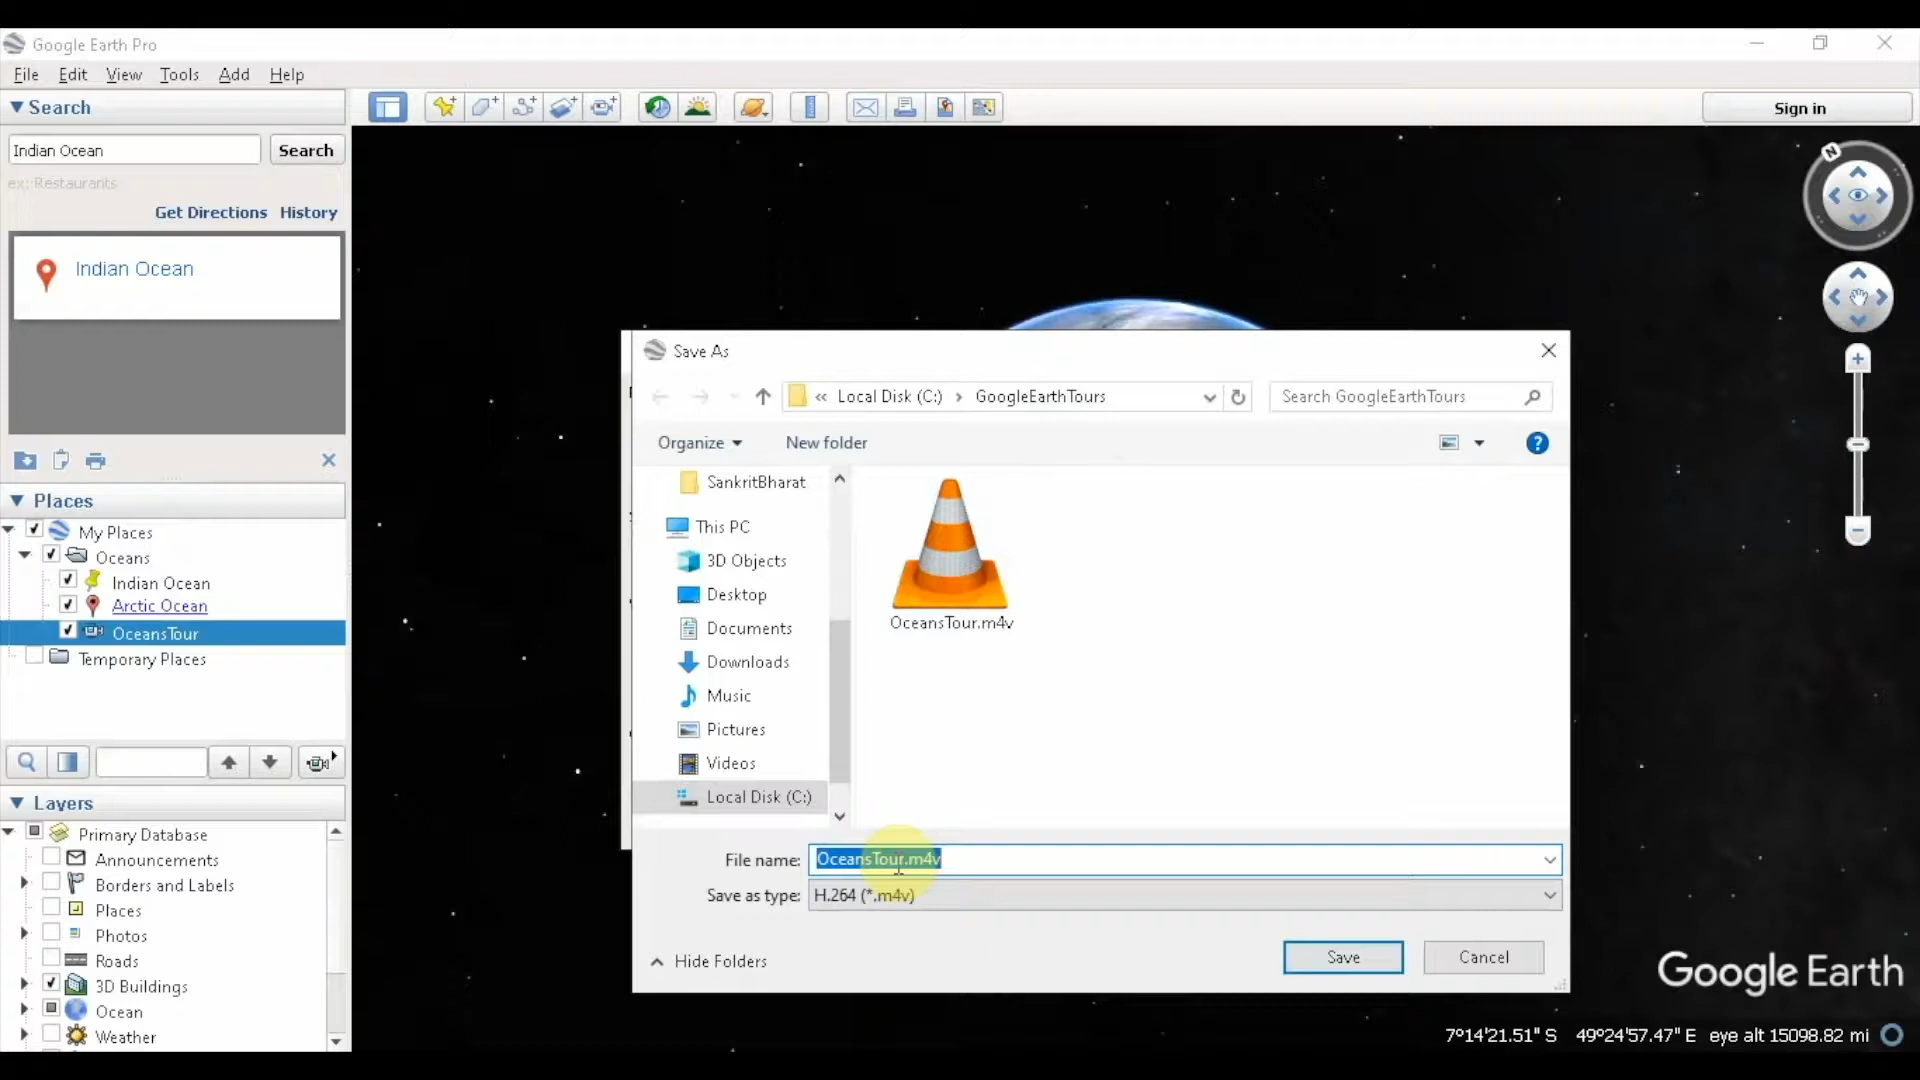 Google Earth Pro
File Edit View Tools Add Help
Search
Sign in
Indian Ocean Search
ex: Restaurants
Get Directions History
N
Indian Ocean
Save As
« Local Disk (C:) › GoogleEarthTours
Search GoogleEarthTours
Organize New folder
?
SankritBharat
This PC
3D Objects
Desktop
Documents
Downloads
Music
Pictures
Videos
Local Disk (C:)
OceansTour.m4v
File name: OceansTour.m4v
Save as type: H.264 (*.m4v)
Hide Folders
Save Cancel
Places
My Places
Oceans
Indian Ocean
Arctic Ocean
OceansTour
Temporary Places
Layers
Primary Database
Announcements
Borders and Labels
Places
Photos
Roads
3D Buildings
Ocean
Weather
Google Earth
7°14'21.51" S 49°24'57.47" E eye alt 15098.82 mi